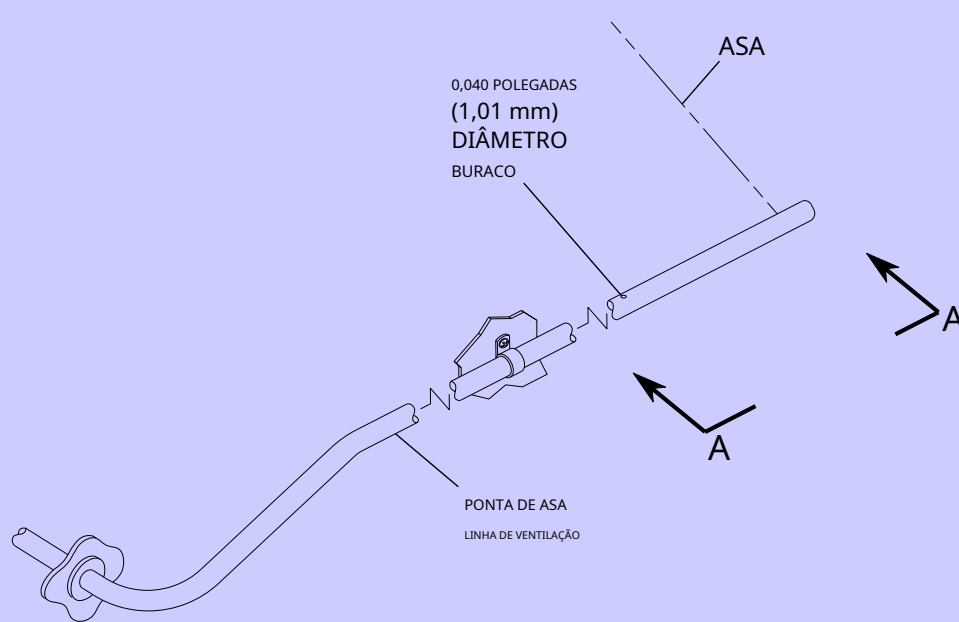 ASA
0,040 POLEGADAS
(1,01 mm)
DIÂMETRO
BURACO
A
A
PONTA DE ASA
LINHA DE VENTILAÇÃO